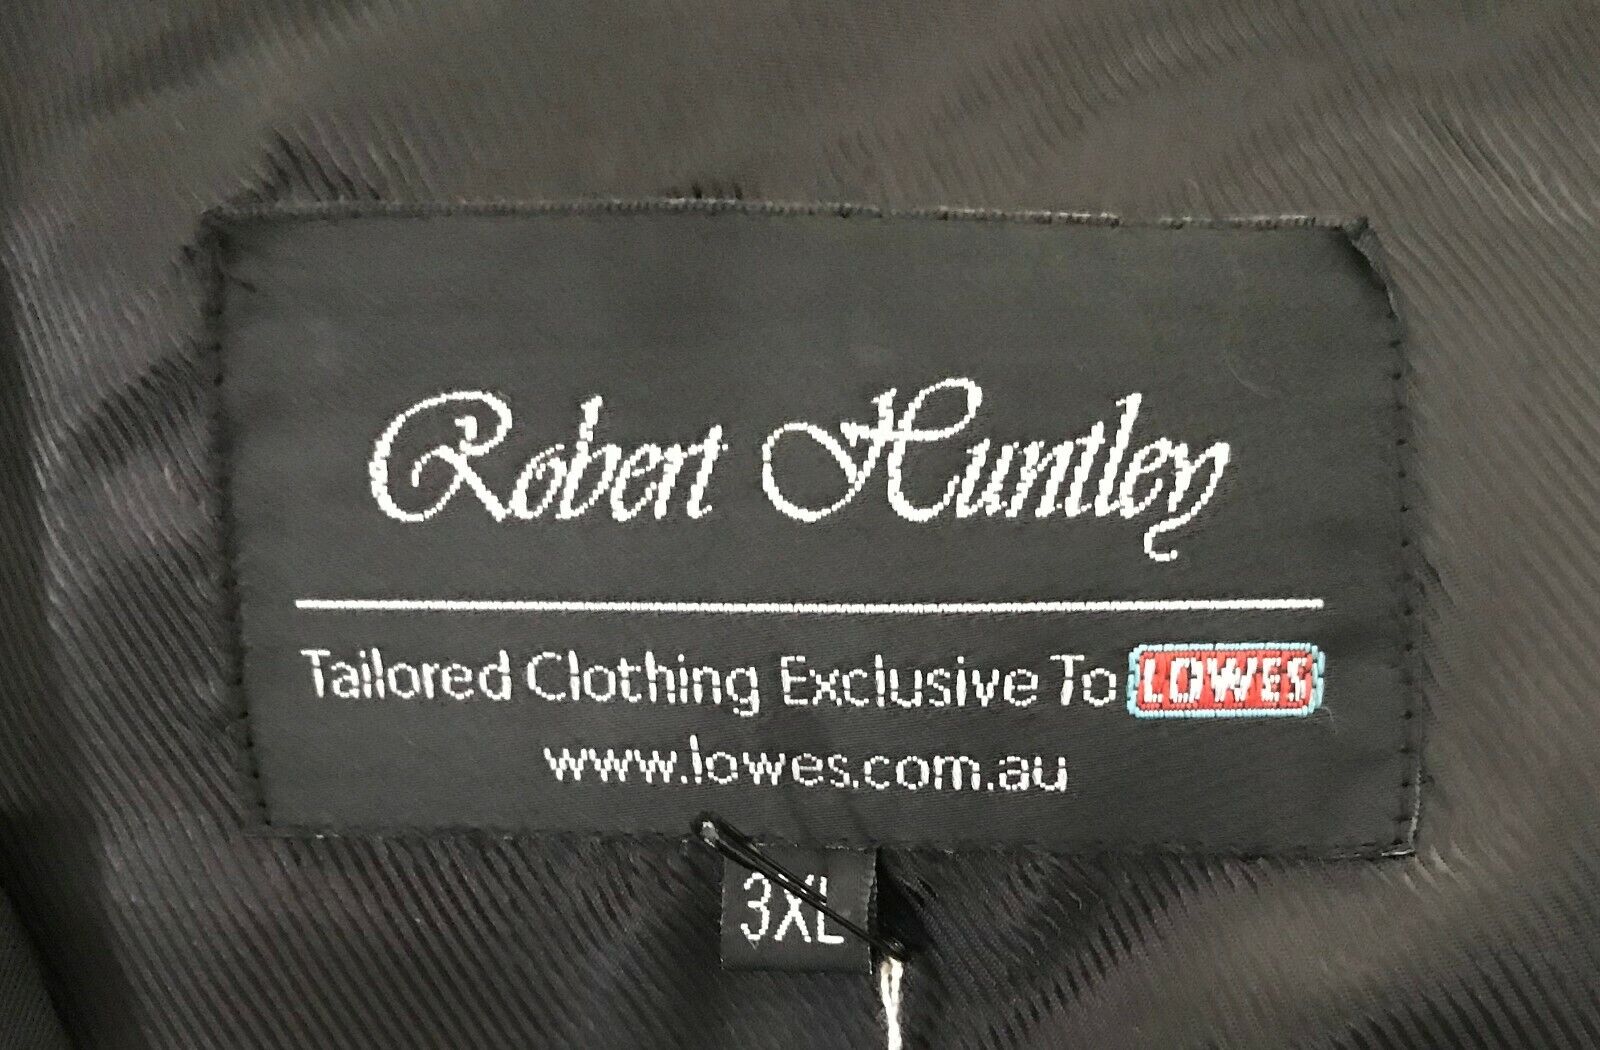 Robert Huntley
Tailored Clothing Exclusive To LOWES
www.lowes.com.au
3XL